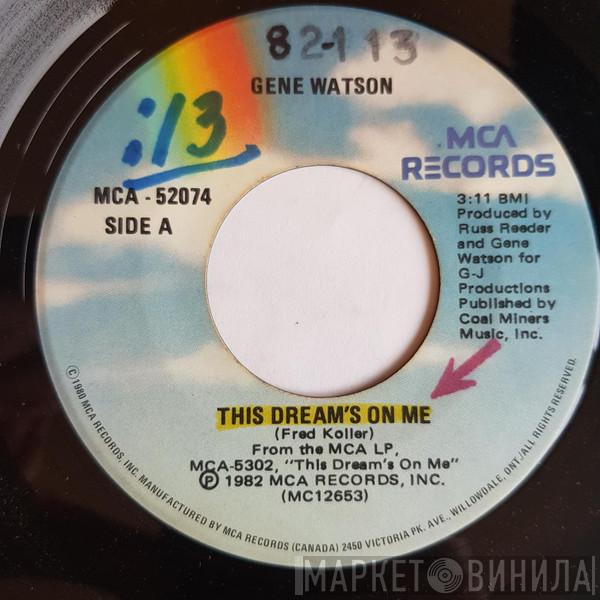 82-113
GENE WATSON
:13
MCA RECORDS
MCA - 52074
SIDE A
3:11 BMI
Produced by
Russ Reeder
and Gene
Watson for
G-J
Productions
Published by
Coal Miners
Music, Inc.
THIS DREAM'S ON ME
(Fred Koller)
From the MCA LP,
MCA-5302, "This Dream's On Me"
Ⓟ 1982 MCA RECORDS, INC.
(MC12653)
©1980 MCA RECORDS, INC. MANUFACTURED BY MCA RECORDS (CANADA) 2450 VICTORIA PK. AVE., WILLOWDALE, ONT./ALL RIGHTS RESERVED.
МАРКЕТ ВИНИЛА